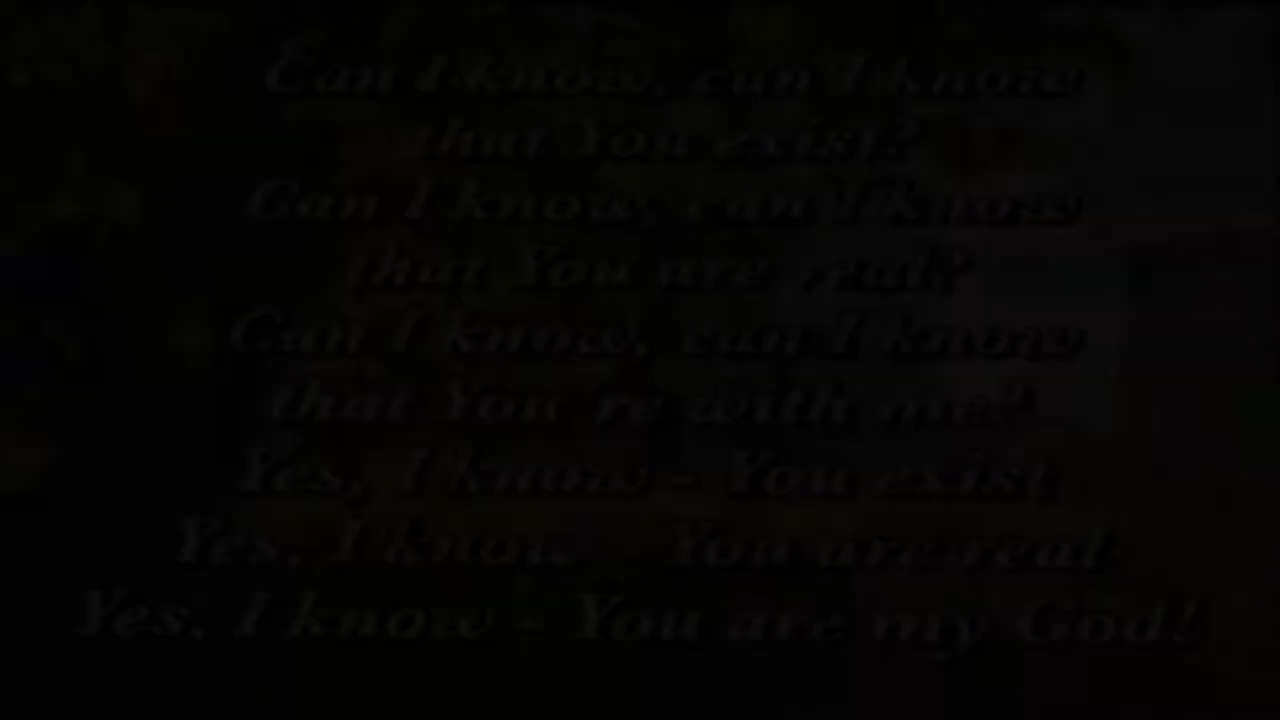 Can I know, can I know
that You exist?
Can I know, can I know
that You are real?
Can I know, can I know
that You're with me?
Yes, I know - You exist
Yes, I know - You are real
Yes, I know - You are my God!